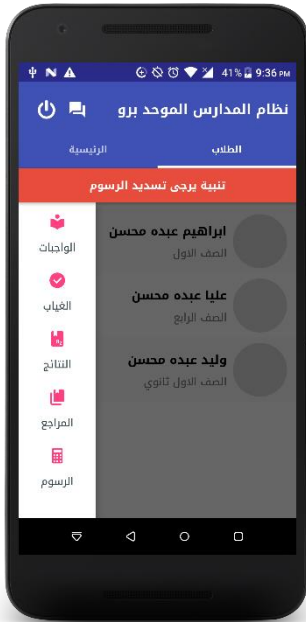 41% 9:36 PM
نظام المدارس الموحد برو
الطلاب
الرئيسية
تنبية يرجى تسديد الرسوم
ابراهيم عبده محسن
الصف الاول
عليا عبده محسن
الصف الرابع
وليد عبده محسن
الصف الاول ثانوي
الواجبات
الغياب
النتائج
المراجع
الرسوم